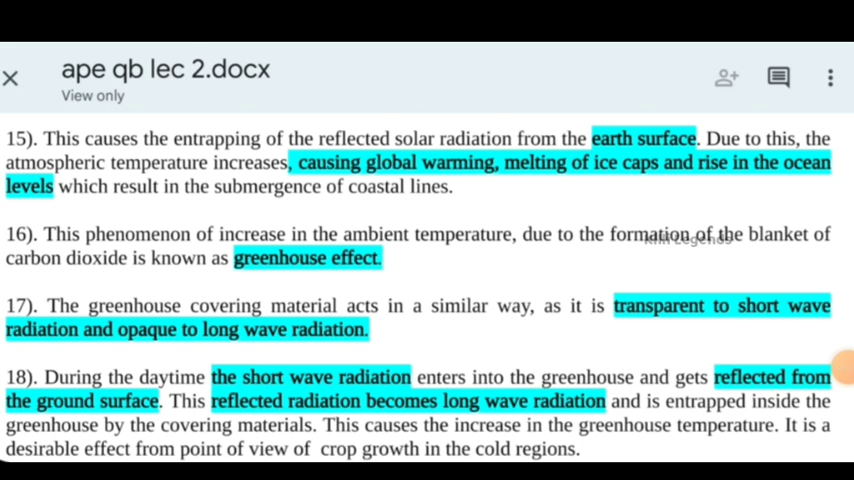 ape qb lec 2.docx
View only
15). This causes the entrapping of the reflected solar radiation from the earth surface. Due to this, the
atmospheric temperature increases, causing global warming, melting of ice caps and rise in the ocean
levels which result in the submergence of coastal lines.
16). This phenomenon of increase in the ambient temperature, due to the formation of the blanket of
carbon dioxide is known as greenhouse effect.
17). The greenhouse covering material acts in a similar way, as it is transparent to short wave
radiation and opaque to long wave radiation.
18). During the daytime the short wave radiation enters into the greenhouse and gets reflected from
the ground surface. This reflected radiation becomes long wave radiation and is entrapped inside the
greenhouse by the covering materials. This causes the increase in the greenhouse temperature. It is a
desirable effect from point of view of crop growth in the cold regions.